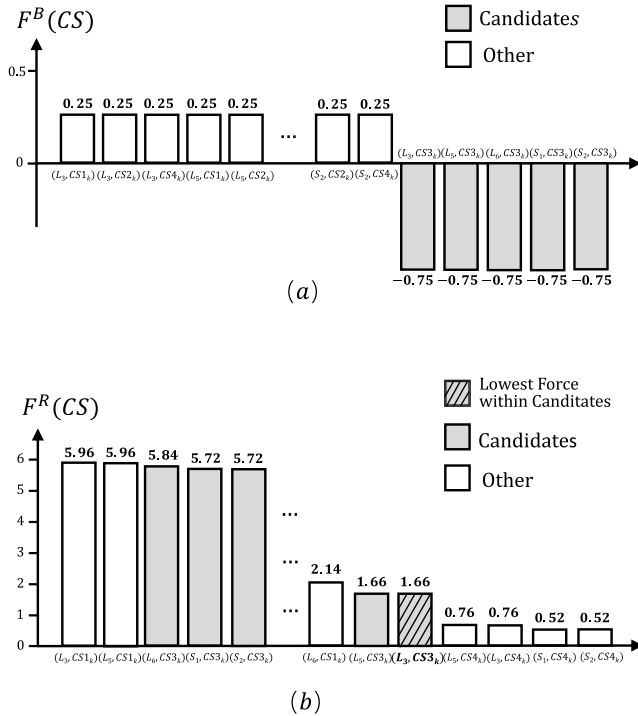 F^B(CS)
Candidates
Other
0.5
0
0.25 0.25 0.25 0.25 0.25 ... 0.25 0.25
(L₃, CS1ₖ)(L₃, CS2ₖ)(L₃, CS4ₖ)(L₅, CS1ₖ)(L₅, CS2ₖ) (S₂, CS2ₖ)(S₂, CS4ₖ)
(L₃, CS3ₖ)(L₅, CS3ₖ)(L₆, CS3ₖ)(S₁, CS3ₖ)(S₂, CS3ₖ)
−0.75 −0.75 −0.75 −0.75 −0.75
(a)
F^R(CS)
Lowest Force
within Canditates
Candidates
Other
6
5
4
3
2
1
0
5.96 5.96 5.84 5.72 5.72
...
...
...
2.14 1.66 1.66 0.76 0.76 0.52 0.52
(L₃, CS1ₖ)(L₅, CS1ₖ)(L₆, CS3ₖ)(S₁, CS3ₖ)(S₂, CS3ₖ) (L₆, CS1ₖ)(L₅, CS3ₖ)(L₃, CS3ₖ)(L₅, CS4ₖ)(L₃, CS4ₖ)(S₁, CS4ₖ)(S₂, CS4ₖ)
(b)